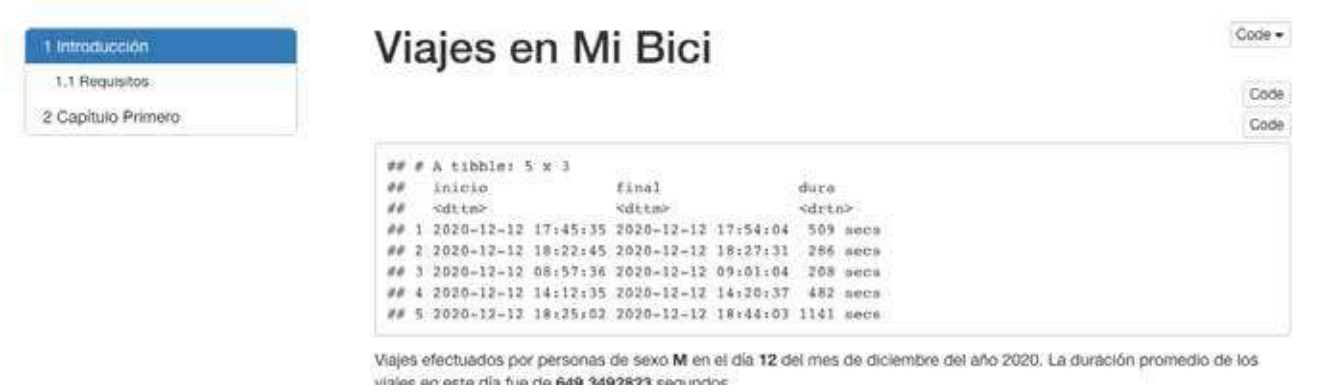 1 Introducción
1.1 Requisitos
2 Capítulo Primero
Viajes en Mi Bici
Code
Code
Code
## # A tibble: 5 x 3
##   inicio              final               dura
##   <dttm>              <dttm>              <drtn>
## 1 2020-12-12 17:45:35 2020-12-12 17:54:04  509 secs
## 2 2020-12-12 18:22:45 2020-12-12 18:27:31  286 secs
## 3 2020-12-12 08:57:36 2020-12-12 09:01:04  208 secs
## 4 2020-12-12 14:12:35 2020-12-12 14:20:37  482 secs
## 5 2020-12-12 18:25:02 2020-12-12 18:44:03 1141 secs
Viajes efectuados por personas de sexo M en el día 12 del mes de diciembre del año 2020. La duración promedio de los
viajes en este día fue de 649.3492823 segundos